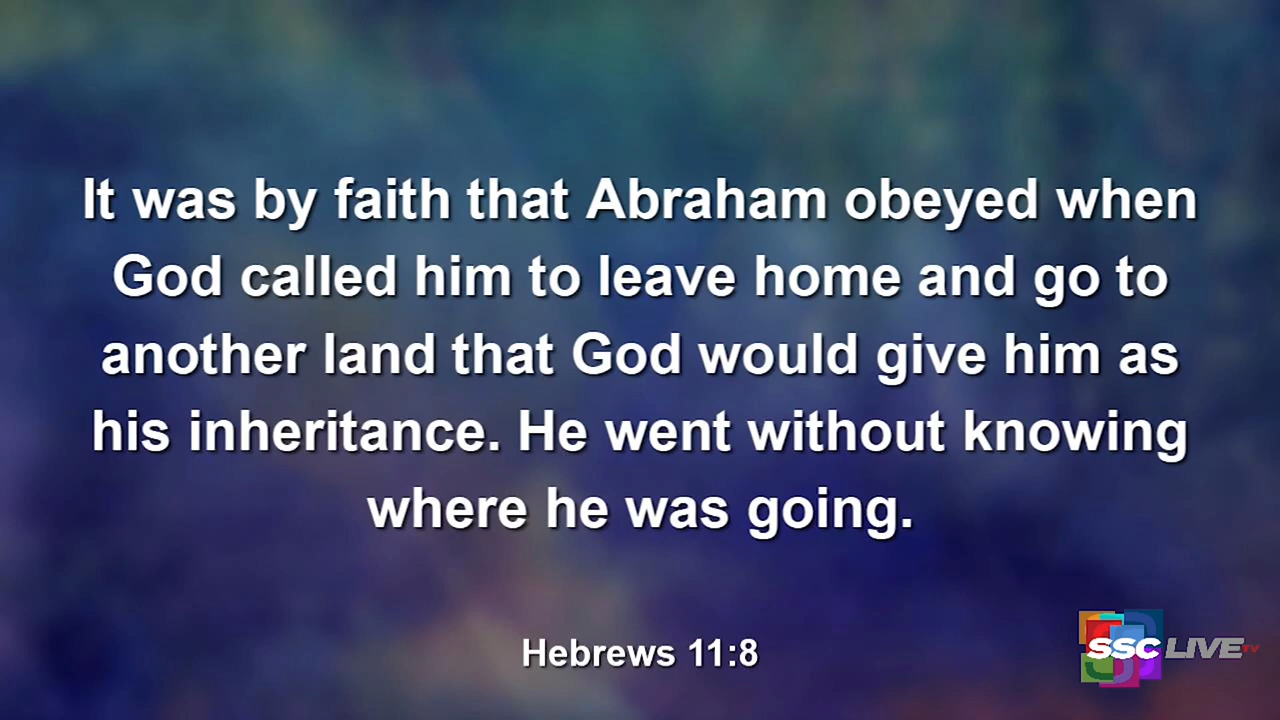 It was by faith that Abraham obeyed when
God called him to leave home and go to
another land that God would give him as
his inheritance. He went without knowing
where he was going.
Hebrews 11:8
SSC LIVE TV